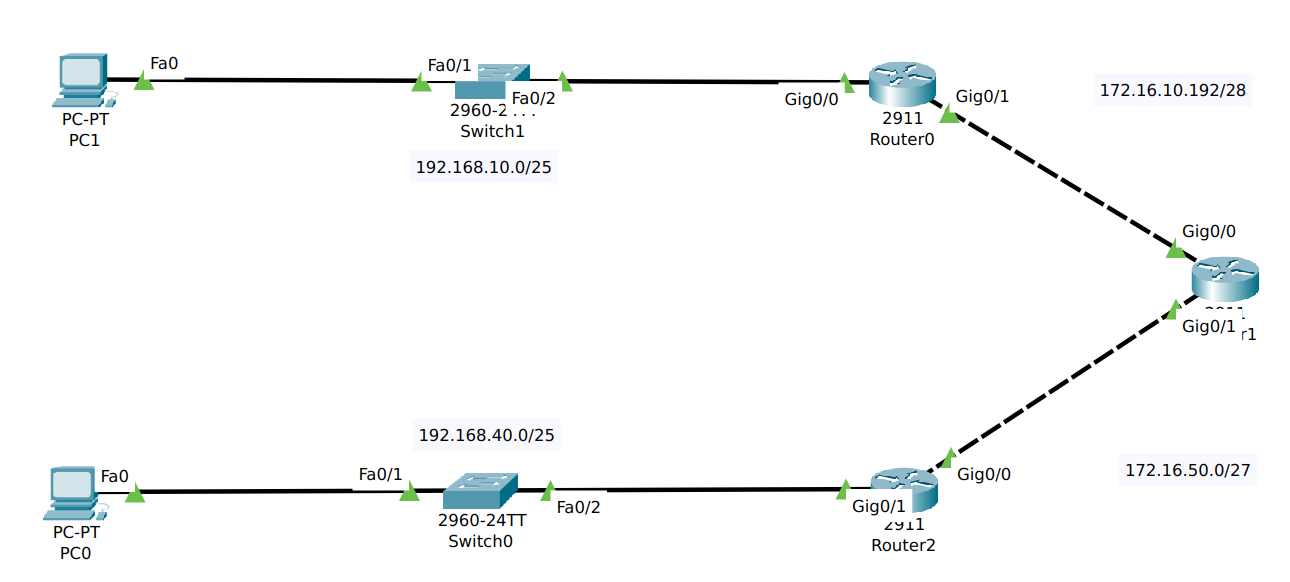 Fa0
Fa0/1
Fa0/2
2960-2 . . .
Switch1
PC-PT
PC1
192.168.10.0/25
Gig0/0
2911
Router0
Gig0/1
172.16.10.192/28
Gig0/0
Gig0/1
r1
192.168.40.0/25
172.16.50.0/27
Fa0
Fa0/1
Fa0/2
2960-24TT
Switch0
PC-PT
PC0
Gig0/0
Gig0/1
2911
Router2